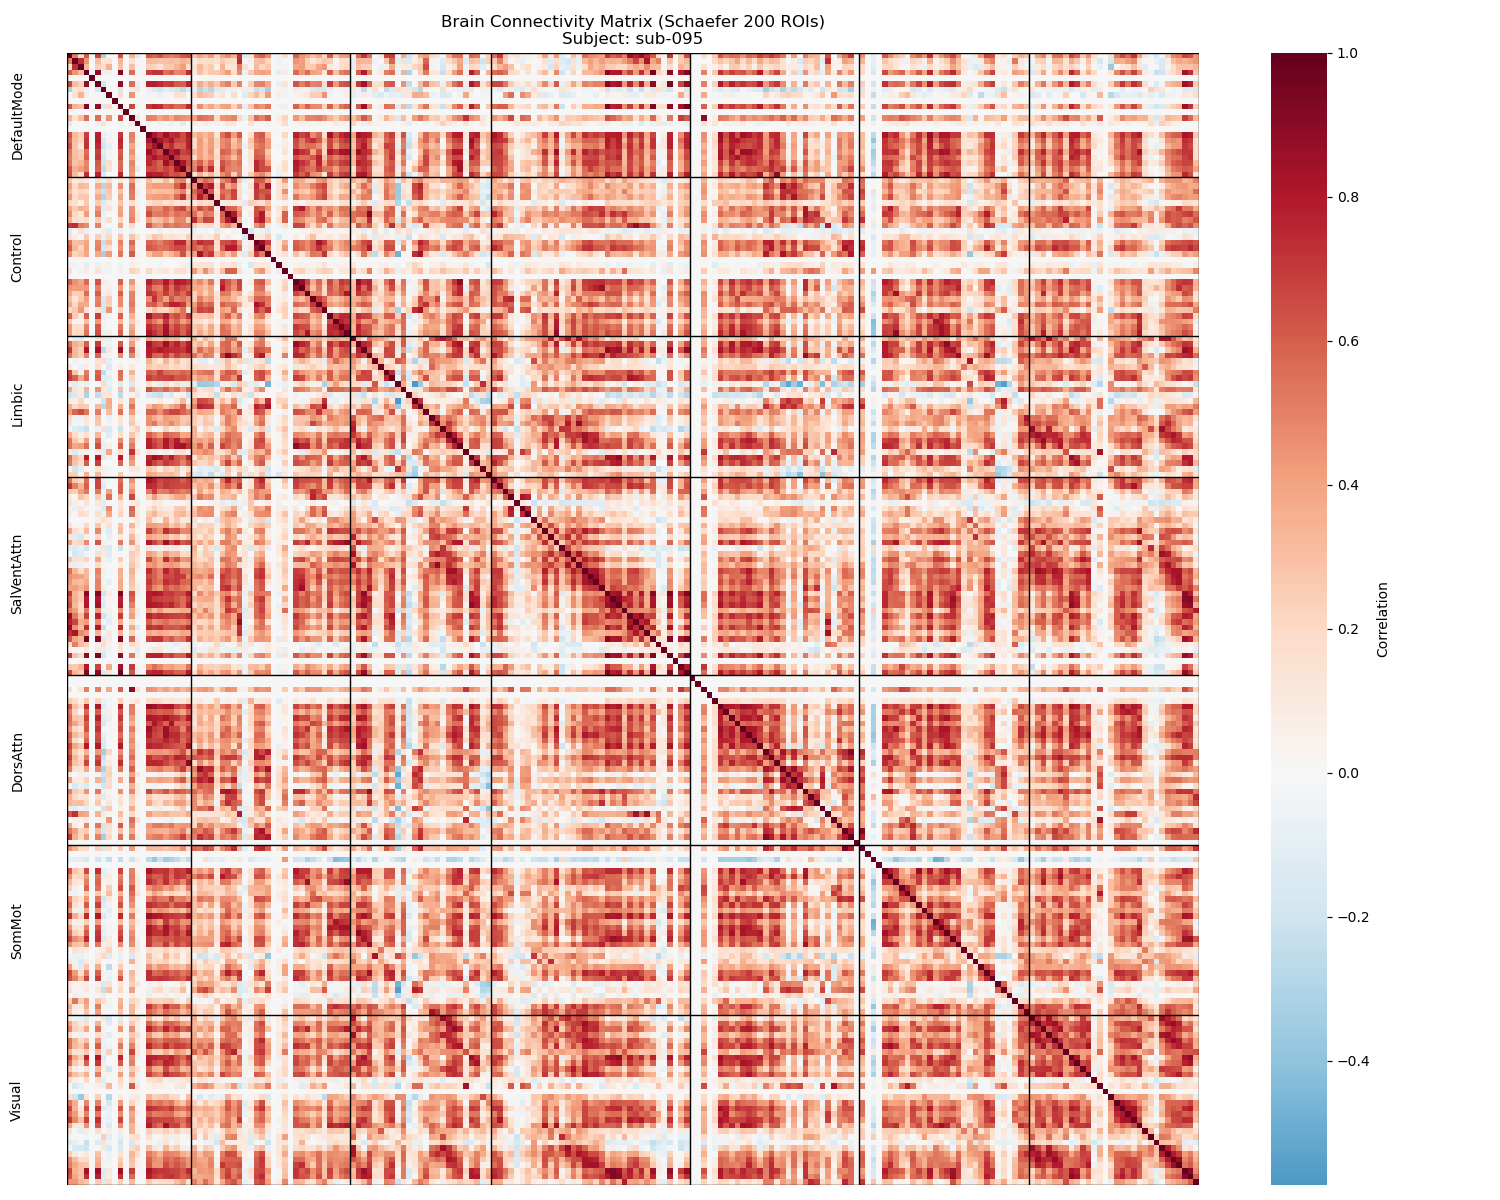 Brain Connectivity Matrix (Schaefer 200 ROIs)
Subject: sub-095
DefaultMode
Control
Limbic
SalVentAttn
DorsAttn
SomMot
Visual
1.0
0.8
0.6
0.4
0.2
0.0
−0.2
−0.4
Correlation